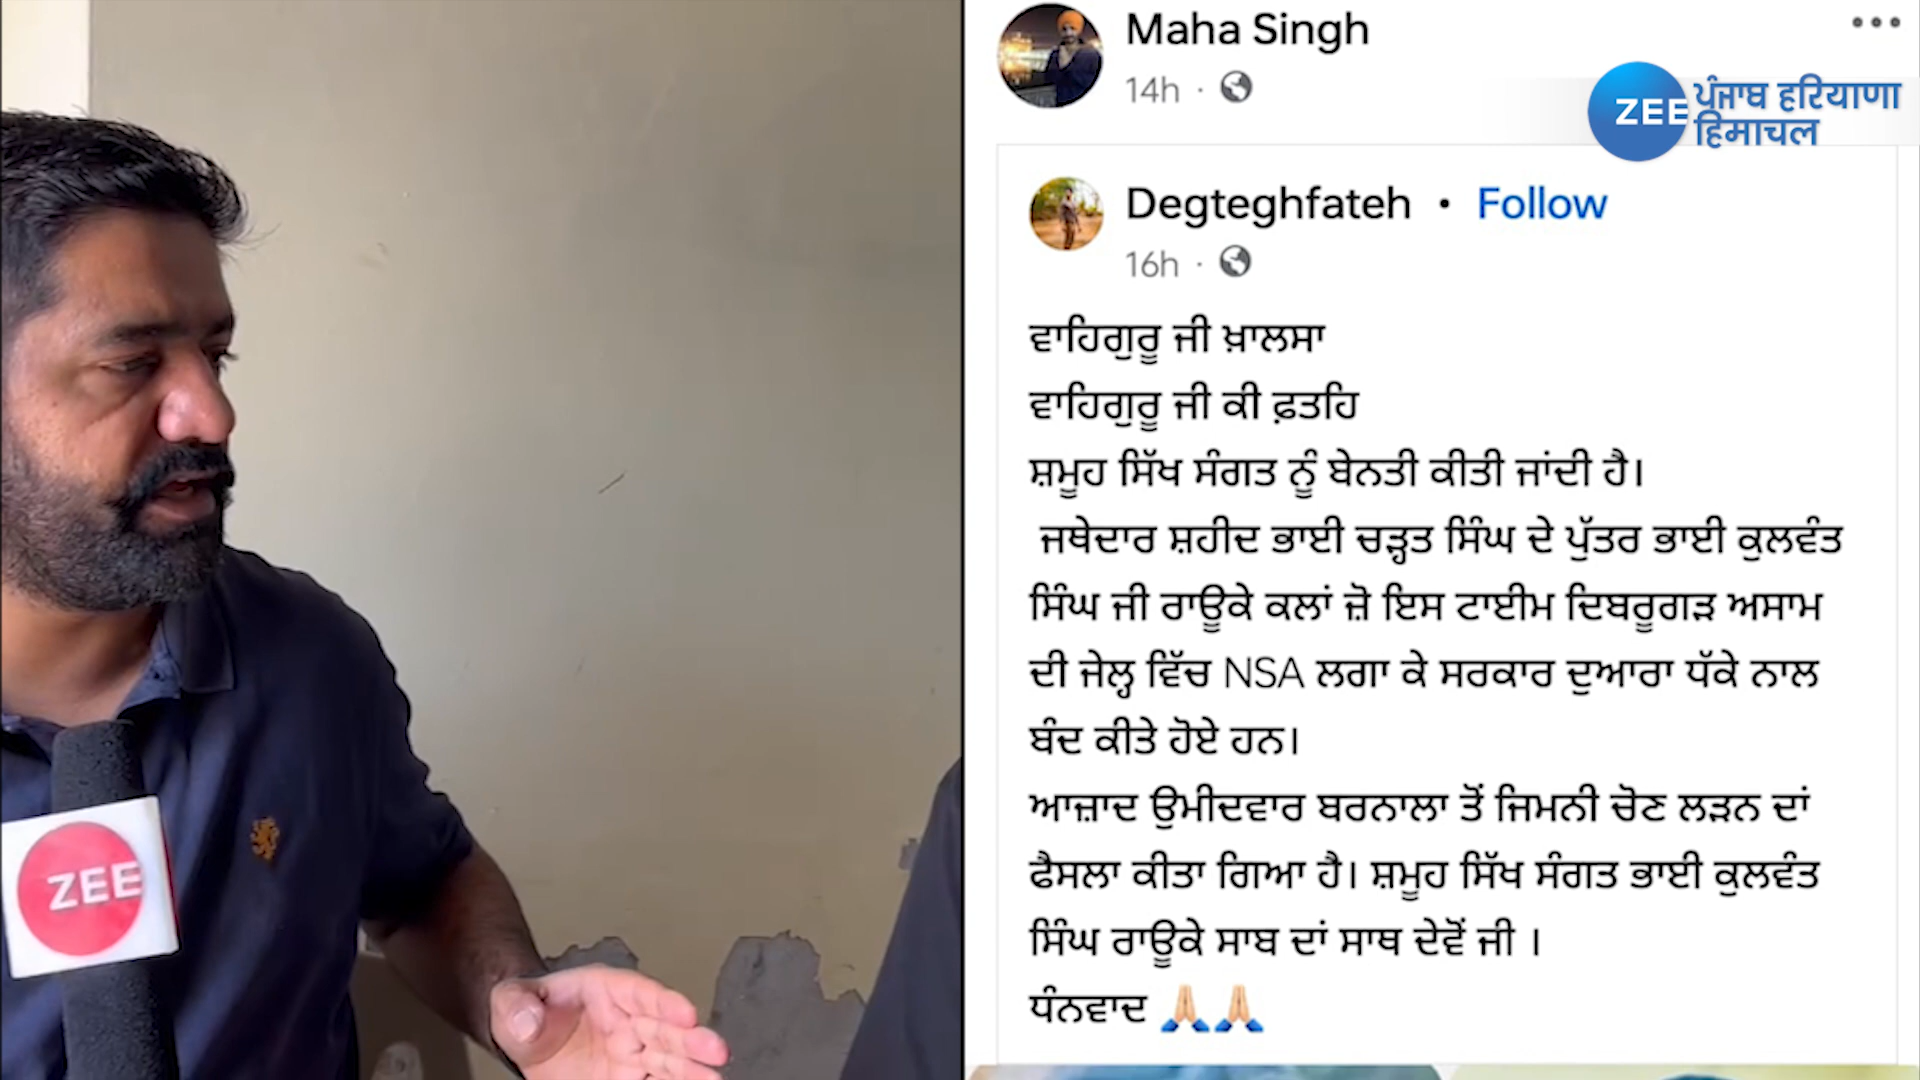 Maha Singh
14h
ZEE ਪੰਜਾਬ ਹਰਿਯਾਣਾ
ਹਿਮਾਚਲ
Degteghfateh • Follow
16h
ਵਾਹਿਗੁਰੂ ਜੀ ਖ਼ਾਲਸਾ
ਵਾਹਿਗੁਰੂ ਜੀ ਕੀ ਫ਼ਤਹਿ
ਸ਼ਮੂਹ ਸਿੱਖ ਸੰਗਤ ਨੂੰ ਬੇਨਤੀ ਕੀਤੀ ਜਾਂਦੀ ਹੈ।
ਜਥੇਦਾਰ ਸ਼ਹੀਦ ਭਾਈ ਚੜ੍ਹਤ ਸਿੰਘ ਦੇ ਪੁੱਤਰ ਭਾਈ ਕੁਲਵੰਤ
ਸਿੰਘ ਜੀ ਰਾਊਕੇ ਕਲਾਂ ਜ਼ੋ ਇਸ ਟਾਈਮ ਦਿਬਰੂਗੜ ਅਸਾਮ
ਦੀ ਜੇਲ੍ਹ ਵਿੱਚ NSA ਲਗਾ ਕੇ ਸਰਕਾਰ ਦੁਆਰਾ ਧੱਕੇ ਨਾਲ
ਬੰਦ ਕੀਤੇ ਹੋਏ ਹਨ।
ਆਜ਼ਾਦ ਉਮੀਦਵਾਰ ਬਰਨਾਲਾ ਤੋਂ ਜਿਮਨੀ ਚੋਣ ਲੜਨ ਦਾਂ
ਫੈਸਲਾ ਕੀਤਾ ਗਿਆ ਹੈ। ਸ਼ਮੂਹ ਸਿੱਖ ਸੰਗਤ ਭਾਈ ਕੁਲਵੰਤ
ਸਿੰਘ ਰਾਊਕੇ ਸਾਬ ਦਾਂ ਸਾਥ ਦੇਵੋਂ ਜੀ ।
ਧੰਨਵਾਦ 🙏🏼🙏🏼
ZEE